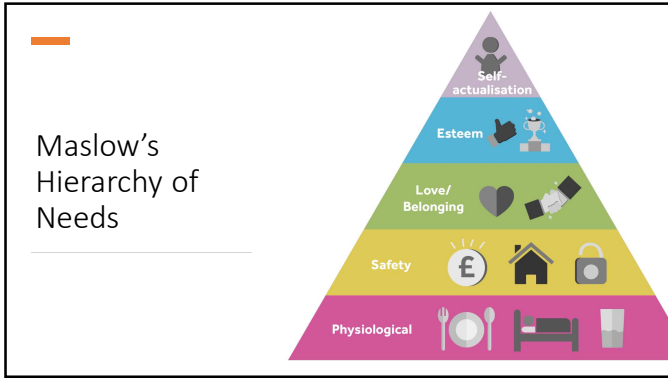 Maslow’s
Hierarchy of
Needs
Self-
actualisation
Esteem
Love/
Belonging
Safety
£
Physiological